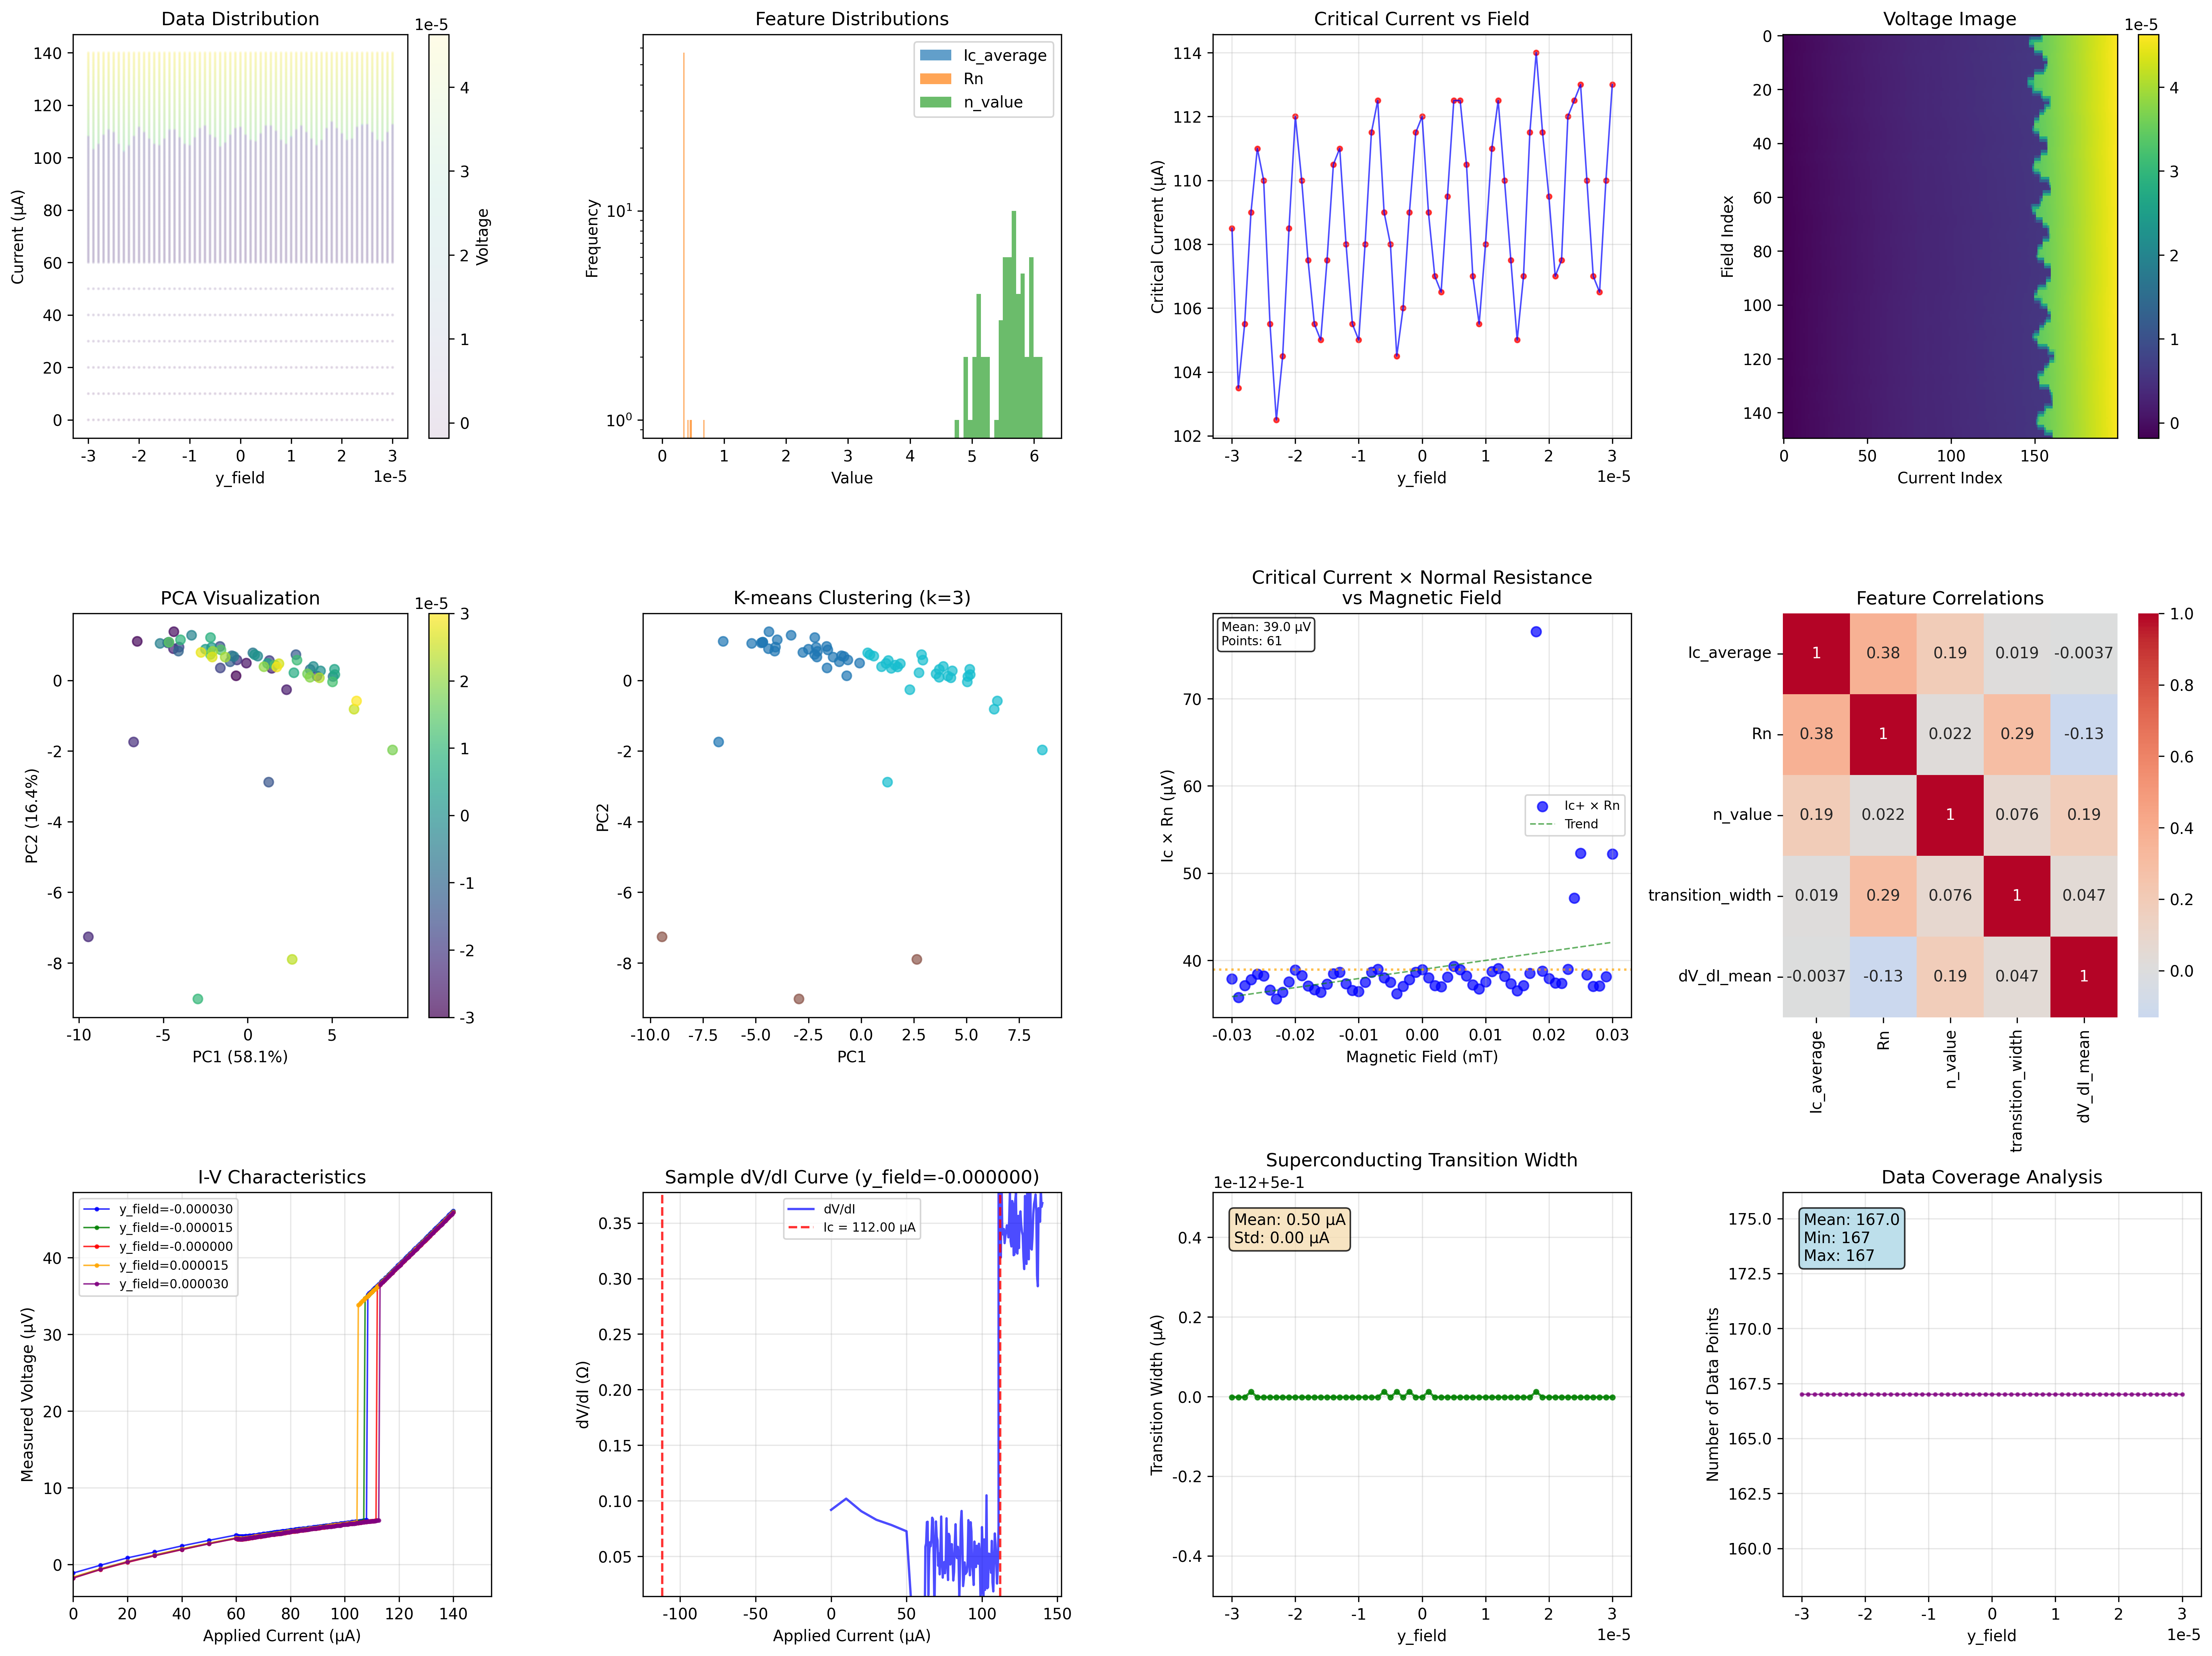 Data Distribution
1e-5
Current (μA)
140
120
100
80
60
40
20
0
-3 -2 -1 0 1 2 3
1e-5
y_field
4
3
2
1
0
Voltage
Feature Distributions
Ic_average
Rn
n_value
Frequency
10¹
10⁰
0 1 2 3 4 5 6
Value
Critical Current vs Field
Critical Current (μA)
114
112
110
108
106
104
102
-3 -2 -1 0 1 2 3
1e-5
y_field
Voltage Image
1e-5
Field Index
0
20
40
60
80
100
120
140
0 50 100 150
Current Index
4
3
2
1
0
PCA Visualization
1e-5
PC2 (16.4%)
0
-2
-4
-6
-8
-10 -5 0 5
PC1 (58.1%)
3
2
1
0
-1
-2
-3
K-means Clustering (k=3)
PC2
0
-2
-4
-6
-8
-10.0 -7.5 -5.0 -2.5 0.0 2.5 5.0 7.5
PC1
Critical Current × Normal Resistance
vs Magnetic Field
Mean: 39.0 μV
Points: 61
Ic+ × Rn
Trend
Ic × Rn (μV)
70
60
50
40
-0.03 -0.02 -0.01 0.00 0.01 0.02 0.03
Magnetic Field (mT)
Feature Correlations
Ic_average 1 0.38 0.19 0.019 -0.0037
Rn 0.38 1 0.022 0.29 -0.13
n_value 0.19 0.022 1 0.076 0.19
transition_width 0.019 0.29 0.076 1 0.047
dV_dI_mean -0.0037 -0.13 0.19 0.047 1
Ic_average Rn n_value transition_width dV_dI_mean
1.0
0.8
0.6
0.4
0.2
0.0
I-V Characteristics
y_field=-0.000030
y_field=-0.000015
y_field=-0.000000
y_field=0.000015
y_field=0.000030
Measured Voltage (μV)
40
30
20
10
0
0 20 40 60 80 100 120 140
Applied Current (μA)
Sample dV/dI Curve (y_field=-0.000000)
dV/dI
Ic = 112.00 μA
dV/dI (Ω)
0.35
0.30
0.25
0.20
0.15
0.10
0.05
-100 -50 0 50 100 150
Applied Current (μA)
Superconducting Transition Width
1e-12+5e-1
Mean: 0.50 μA
Std: 0.00 μA
Transition Width (μA)
0.4
0.2
0.0
-0.2
-0.4
-3 -2 -1 0 1 2 3
1e-5
y_field
Data Coverage Analysis
Mean: 167.0
Min: 167
Max: 167
Number of Data Points
175.0
172.5
170.0
167.5
165.0
162.5
160.0
-3 -2 -1 0 1 2 3
1e-5
y_field